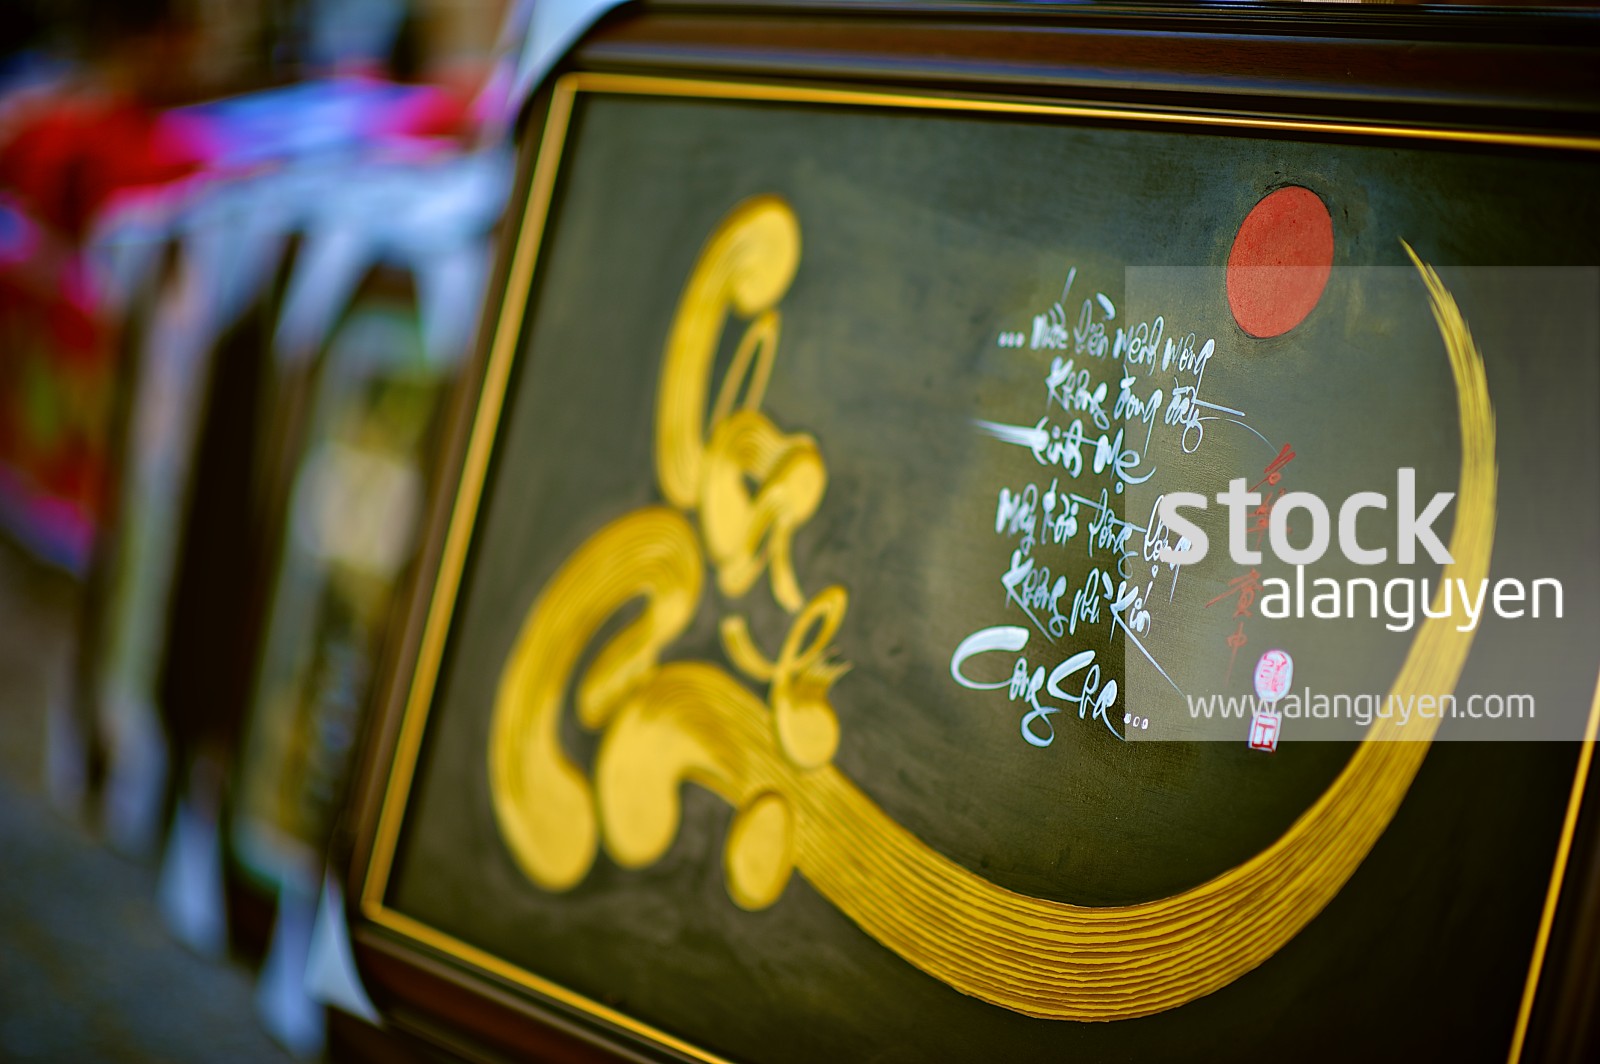 ... Nước biển mênh mông
Không đong đầy
tình Mẹ
Mây trời lồng lộng
Không phủ kín
Công Cha...
stock
alanguyen
www.alanguyen.com